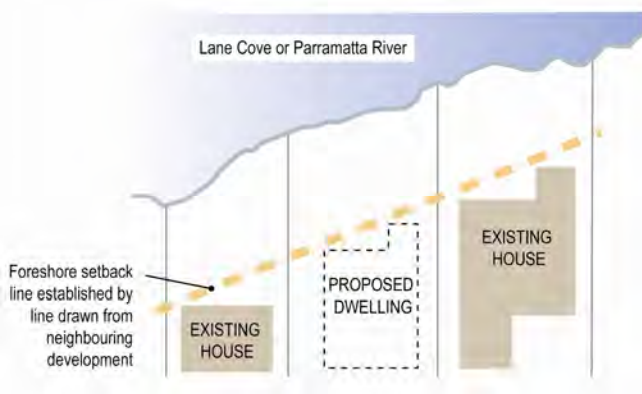 Lane Cove or Parramatta River
Foreshore setback
line established by
line drawn from
neighbouring
development
EXISTING
HOUSE
PROPOSED
DWELLING
EXISTING
HOUSE